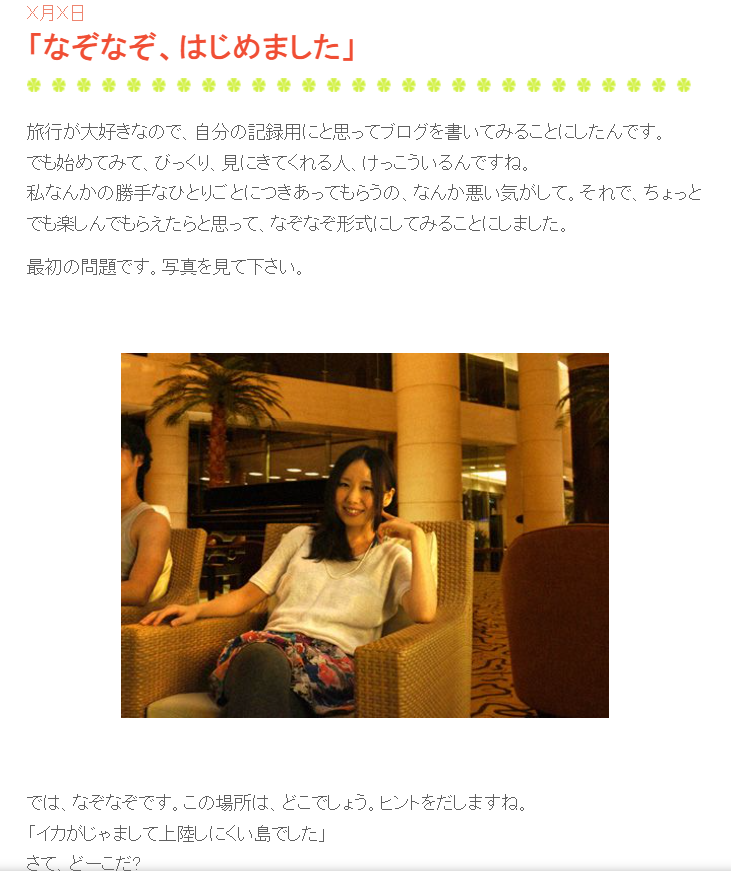 X月X日
「なぞなぞ、はじめました」
旅行が大好きなので、自分の記録用にと思ってブログを書いてみることにしたんです。
でも始めてみて、びっくり、見にきてくれる人、けっこういるんですね。
私なんかの勝手なひとりごとにつきあってもらうの、なんか悪い気がして。それで、ちょっと
でも楽しんでもらえたらと思って、なぞなぞ形式にしてみることにしました。
最初の問題です。写真を見て下さい。
では、なぞなぞです。この場所は、どこでしょう。ヒントをだしますね。
「イカがじゃまして上陸しにくい島でした」
さて、どーこだ?